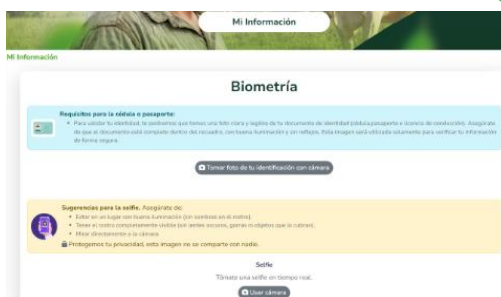 Mi Información
Mi Información
Biometría
Requisitos para la cédula o pasaporte:
Para validar tu identidad, te pediremos que tomes una foto clara y legible de tu documento de identidad (cédula,pasaporte o licencia de conducción). Asegúrate
de que el documento esté completo dentro del recuadro, con buena iluminación y sin reflejos. Esta imagen será utilizada solamente para verificar tu información
de forma segura.
Tomar foto de tu identificación con cámara
Sugerencias para la selfie. Asegúrate de:
Estar en un lugar con buena iluminación (sin sombras en el rostro).
Tener el rostro completamente visible (sin lentes oscuros, gorras ni objetos que lo cubran).
Mirar directamente a la cámara.
Protegemos tu privacidad, esta imagen no se comparte con nadie.
Selfie
Tómate una selfie en tiempo real.
Usar cámara